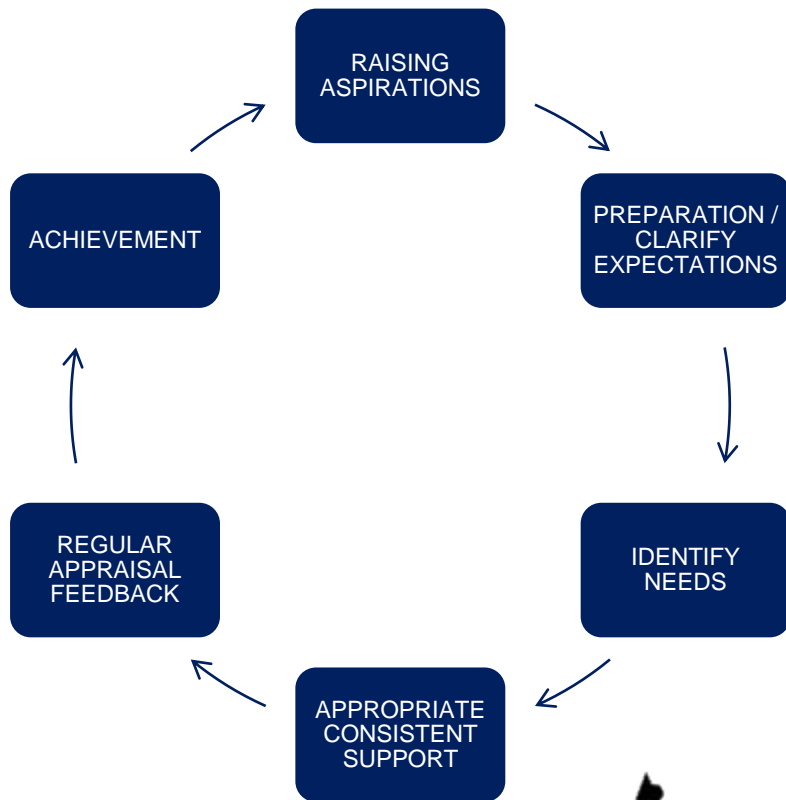 RAISING
ASPIRATIONS
PREPARATION /
CLARIFY
EXPECTATIONS
IDENTIFY
NEEDS
APPROPRIATE
CONSISTENT
SUPPORT
REGULAR
APPRAISAL
FEEDBACK
ACHIEVEMENT